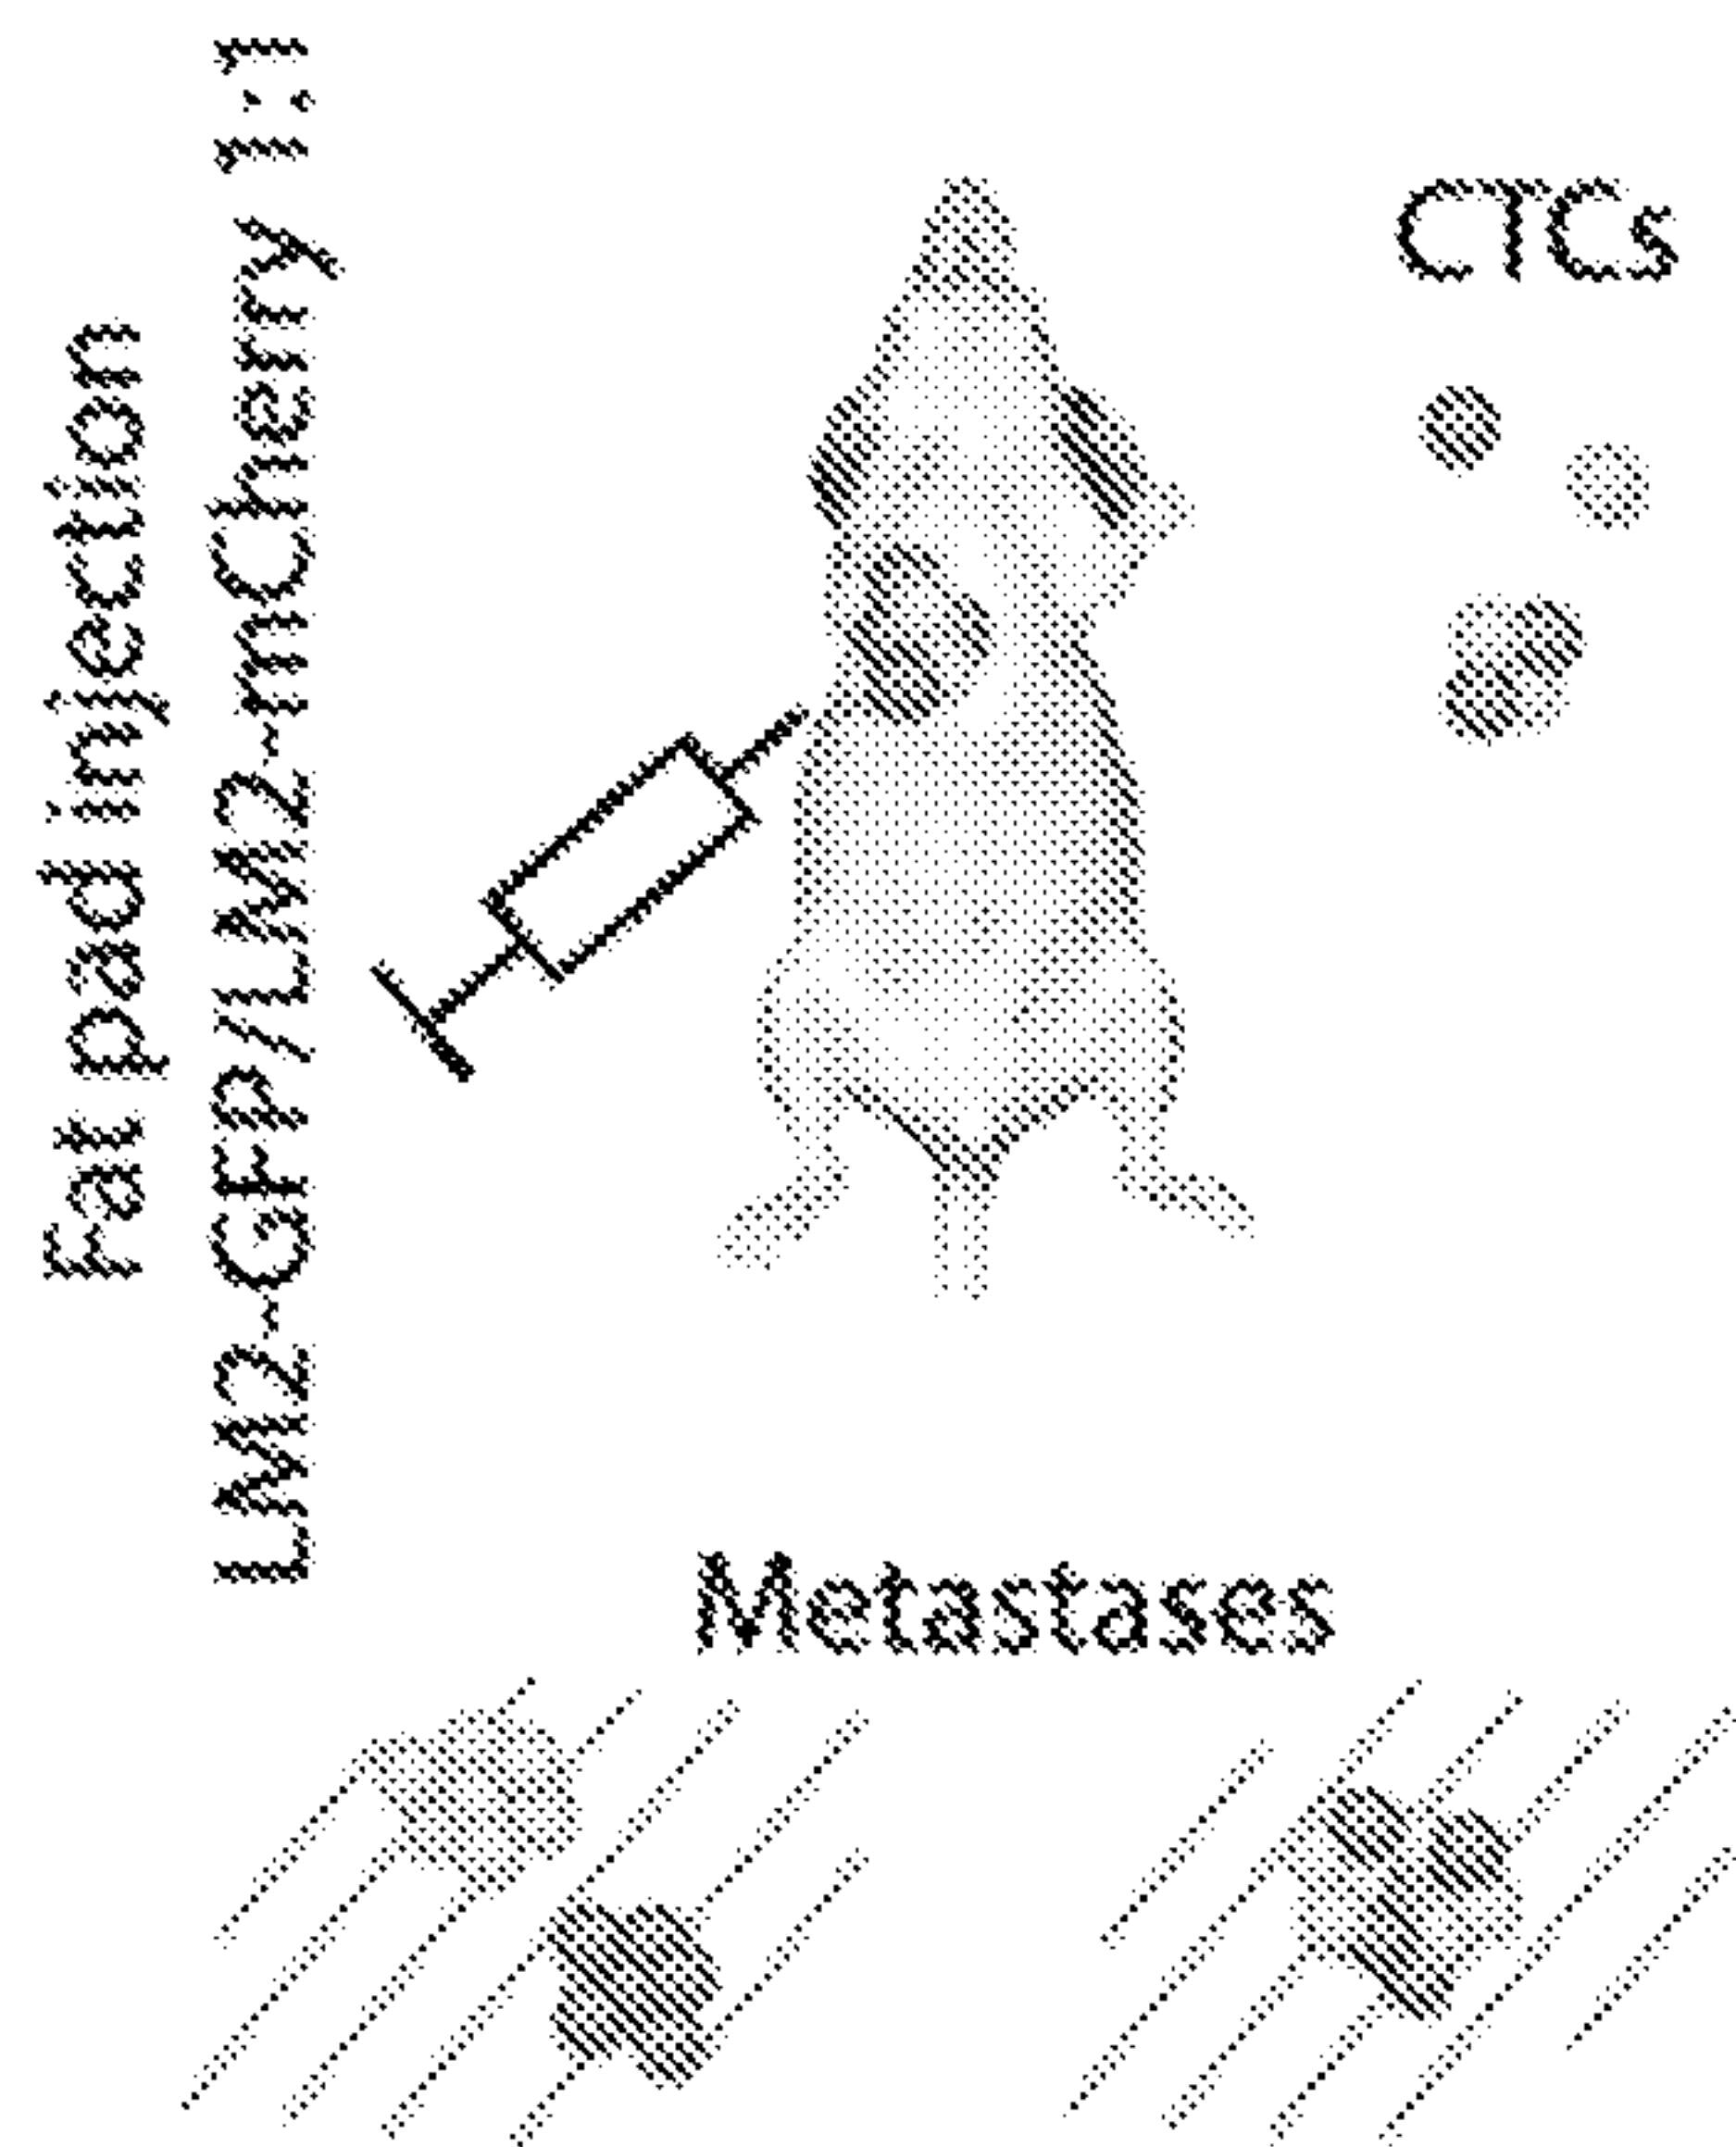 Fat pad injection
LM2-GFP/LM2-mCherry 1:1
CTCs
Metastases